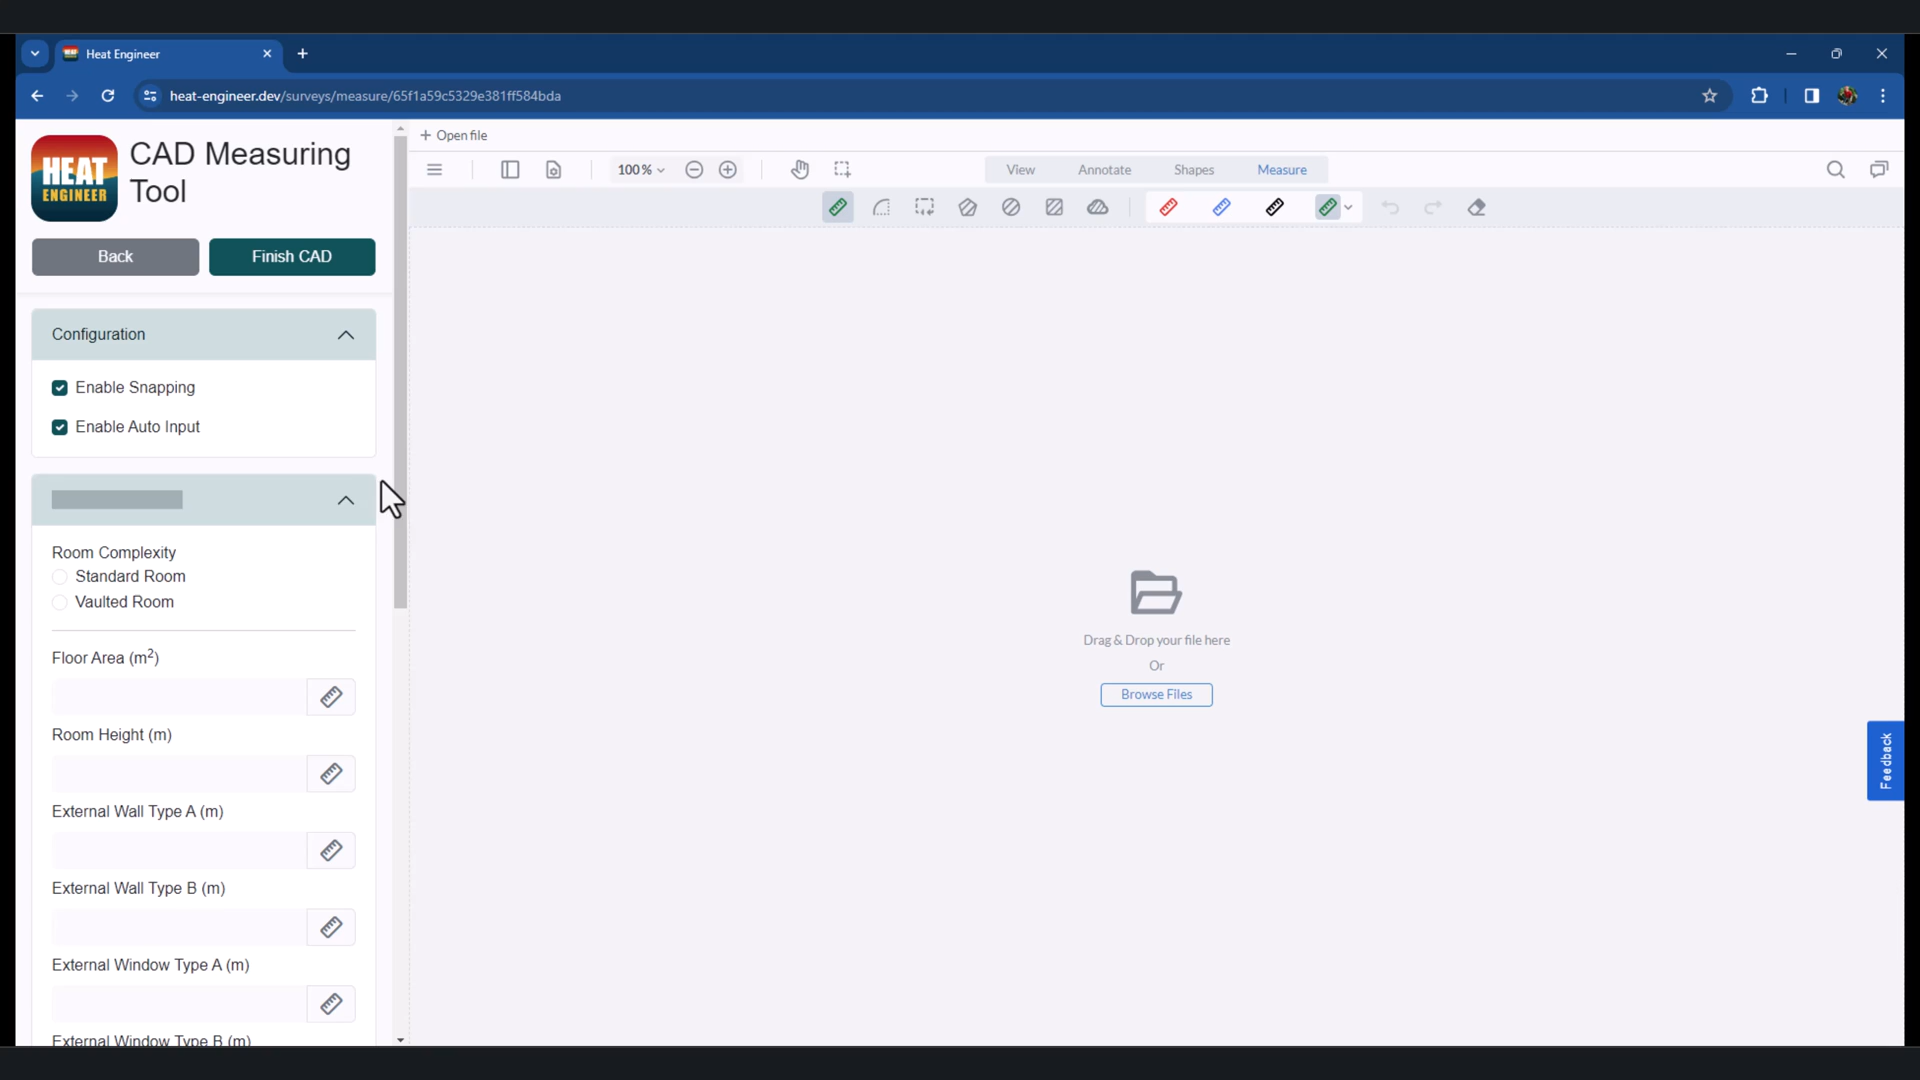 Heat Engineer
heat-engineer.dev/surveys/measure/65f1a59c5329e381ff584bda
HEAT
ENGINEER
CAD Measuring
Tool
Back
Finish CAD
Configuration
Enable Snapping
Enable Auto Input
Room Complexity
Standard Room
Vaulted Room
Floor Area (m²)
Room Height (m)
External Wall Type A (m)
External Wall Type B (m)
External Window Type A (m)
External Window Type B (m)
+ Open file
100%
View Annotate Shapes Measure
Drag & Drop your file here
Or
Browse Files
Feedback